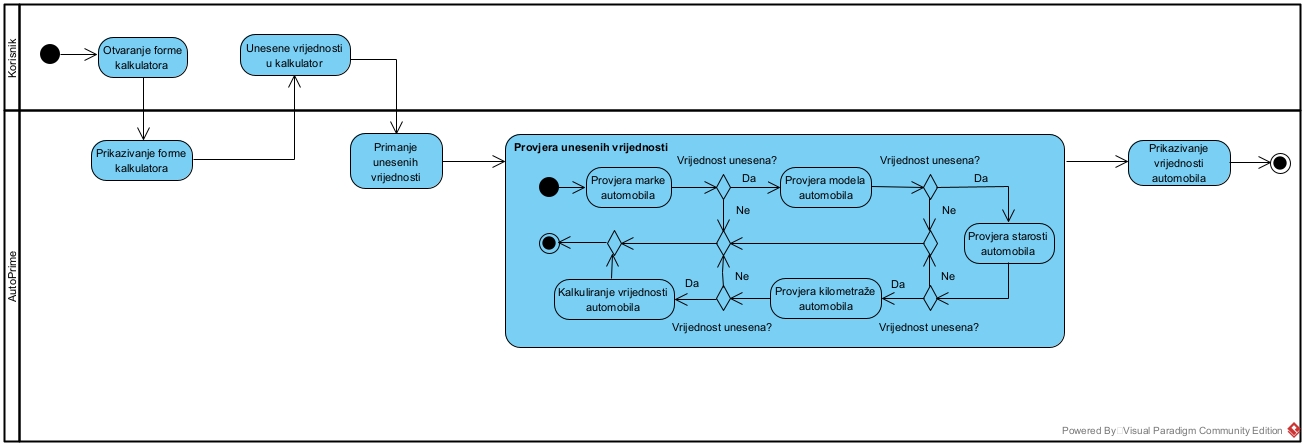 Korisnik
Otvaranje forme
kalkulatora
Unesene vrijednosti
u kalkulator
AutoPrime
Prikazivanje forme
kalkulatora
Primanje
unesenih
vrijednosti
Provjera unesenih vrijednosti
Vrijednost unesena?
Vrijednost unesena?
Provjera marke
automobila
Da
Provjera modela
automobila
Da
Ne
Ne
Provjera starosti
automobila
Ne
Ne
Kalkuliranje vrijednosti
automobila
Da
Provjera kilometraže
automobila
Da
Vrijednost unesena?
Vrijednost unesena?
Prikazivanje
vrijednosti
automobila
Powered By Visual Paradigm Community Edition